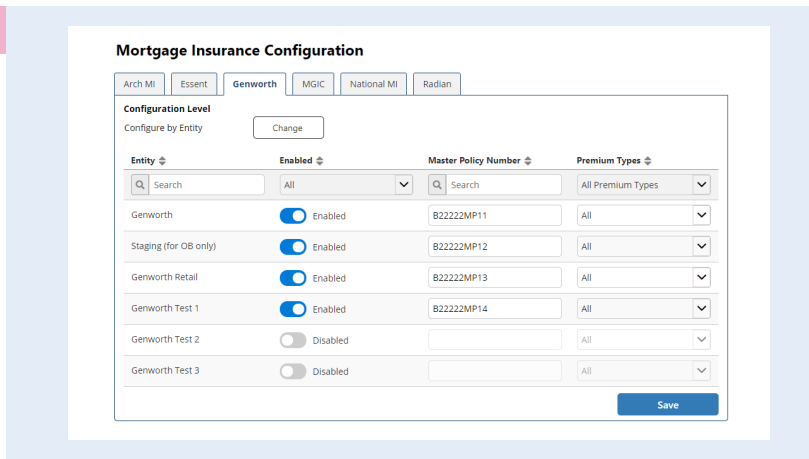 Mortgage Insurance Configuration
Arch MI Essent Genworth MGIC National MI Radian
Configuration Level
Configure by Entity Change
Entity Enabled Master Policy Number Premium Types
Search All Search All Premium Types
Genworth Enabled B22222MP11 All
Staging (for OB only) Enabled B22222MP12 All
Genworth Retail Enabled B22222MP13 All
Genworth Test 1 Enabled B22222MP14 All
Genworth Test 2 Disabled All
Genworth Test 3 Disabled All
Save